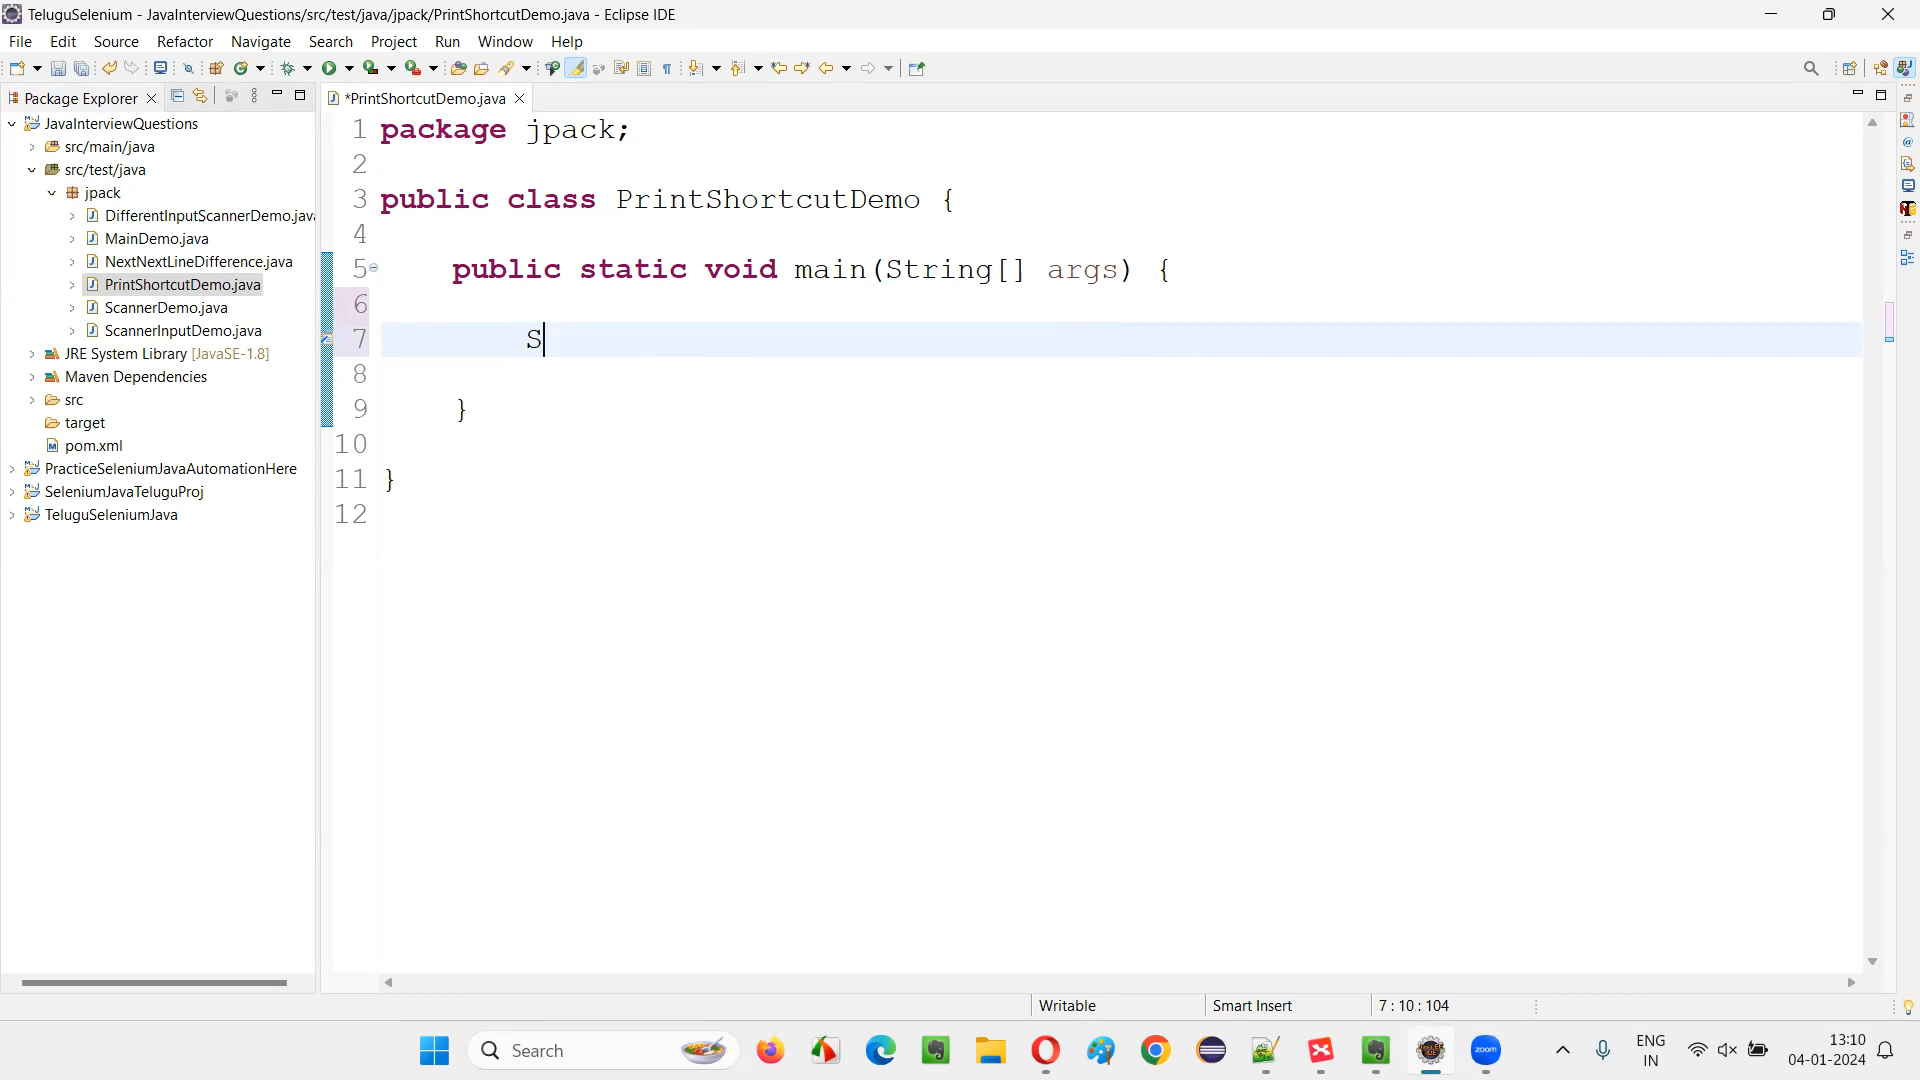 TeluguSelenium - JavaInterviewQuestions/src/test/java/jpack/PrintShortcutDemo.java - Eclipse IDE
File Edit Source Refactor Navigate Search Project Run Window Help
Package Explorer
*PrintShortcutDemo.java
JavaInterviewQuestions
src/main/java
src/test/java
jpack
DifferentInputScannerDemo.java
MainDemo.java
NextNextLineDifference.java
PrintShortcutDemo.java
ScannerDemo.java
ScannerInputDemo.java
JRE System Library [JavaSE-1.8]
Maven Dependencies
src
target
pom.xml
PracticeSeleniumJavaAutomationHere
SeleniumJavaTeluguProj
TeluguSeleniumJava
1 package jpack;
2
3 public class PrintShortcutDemo {
4
5 public static void main(String[] args) {
6
7 S
8
9 }
10
11 }
12
Writable Smart Insert 7 : 10 : 104
Search
zoom
ENG
IN
13:10
04-01-2024